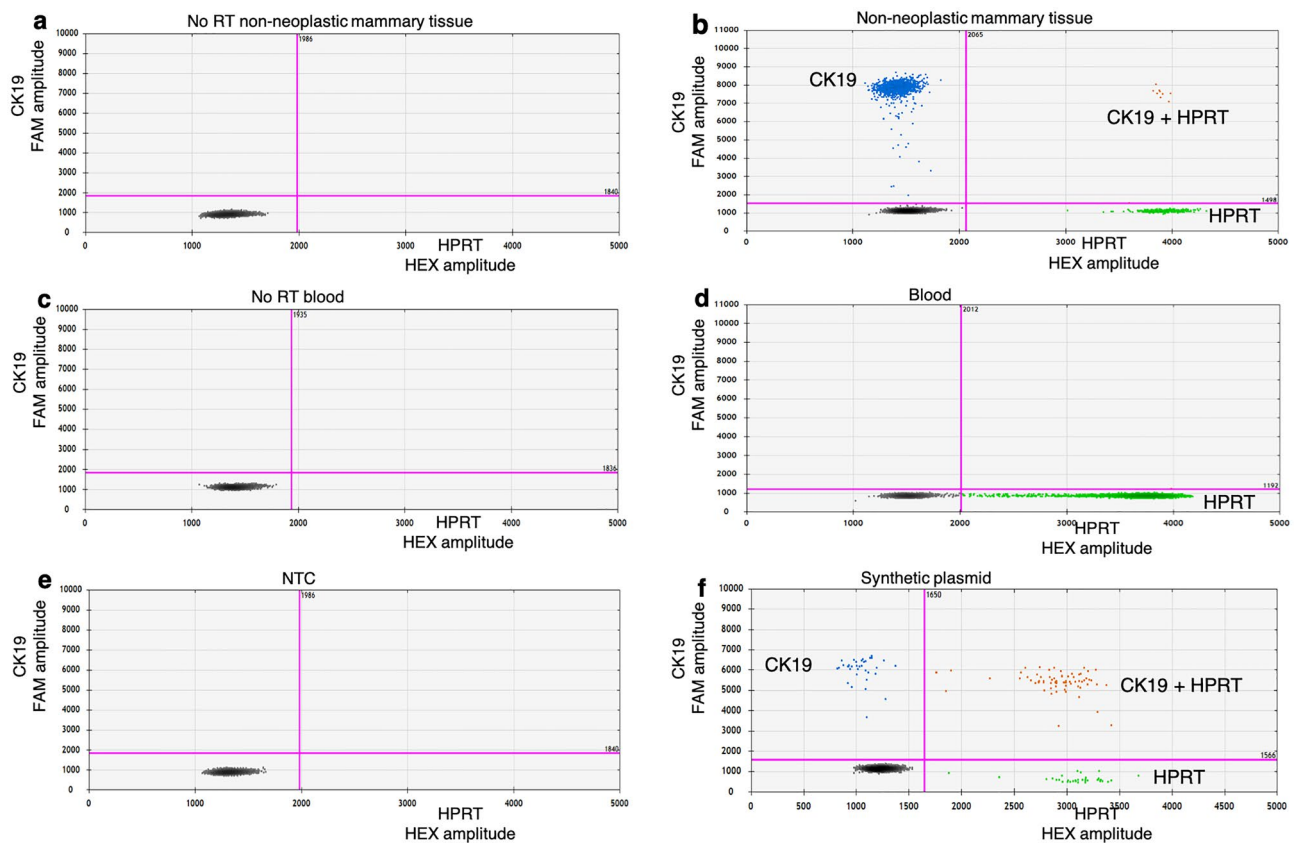 a
No RT non-neoplastic mammary tissue
CK19
FAM amplitude
10000
9000
8000
7000
6000
5000
4000
3000
2000
1000
0
1986
1840
0
1000
2000
3000
4000
5000
HPRT
HEX amplitude
b
Non-neoplastic mammary tissue
CK19
FAM amplitude
11000
10000
9000
8000
7000
6000
5000
4000
3000
2000
1000
0
2065
CK19
CK19 + HPRT
1498
HPRT
1000
2000
3000
4000
5000
HPRT
HEX amplitude
c
No RT blood
CK19
FAM amplitude
10000
9000
8000
7000
6000
5000
4000
3000
2000
1000
0
1935
1836
0
1000
2000
3000
4000
5000
HPRT
HEX amplitude
d
Blood
CK19
FAM amplitude
11000
10000
9000
8000
7000
6000
5000
4000
3000
2000
1000
0
2012
1192
HPRT
1000
2000
3000
4000
5000
HPRT
HEX amplitude
e
NTC
CK19
FAM amplitude
10000
9000
8000
7000
6000
5000
4000
3000
2000
1000
0
1986
1840
0
1000
2000
3000
4000
5000
HPRT
HEX amplitude
f
Synthetic plasmid
CK19
FAM amplitude
10000
9000
8000
7000
6000
5000
4000
3000
2000
1000
0
1650
CK19
CK19 + HPRT
1566
HPRT
0
500
1000
1500
2000
2500
3000
3500
4000
4500
5000
HPRT
HEX amplitude